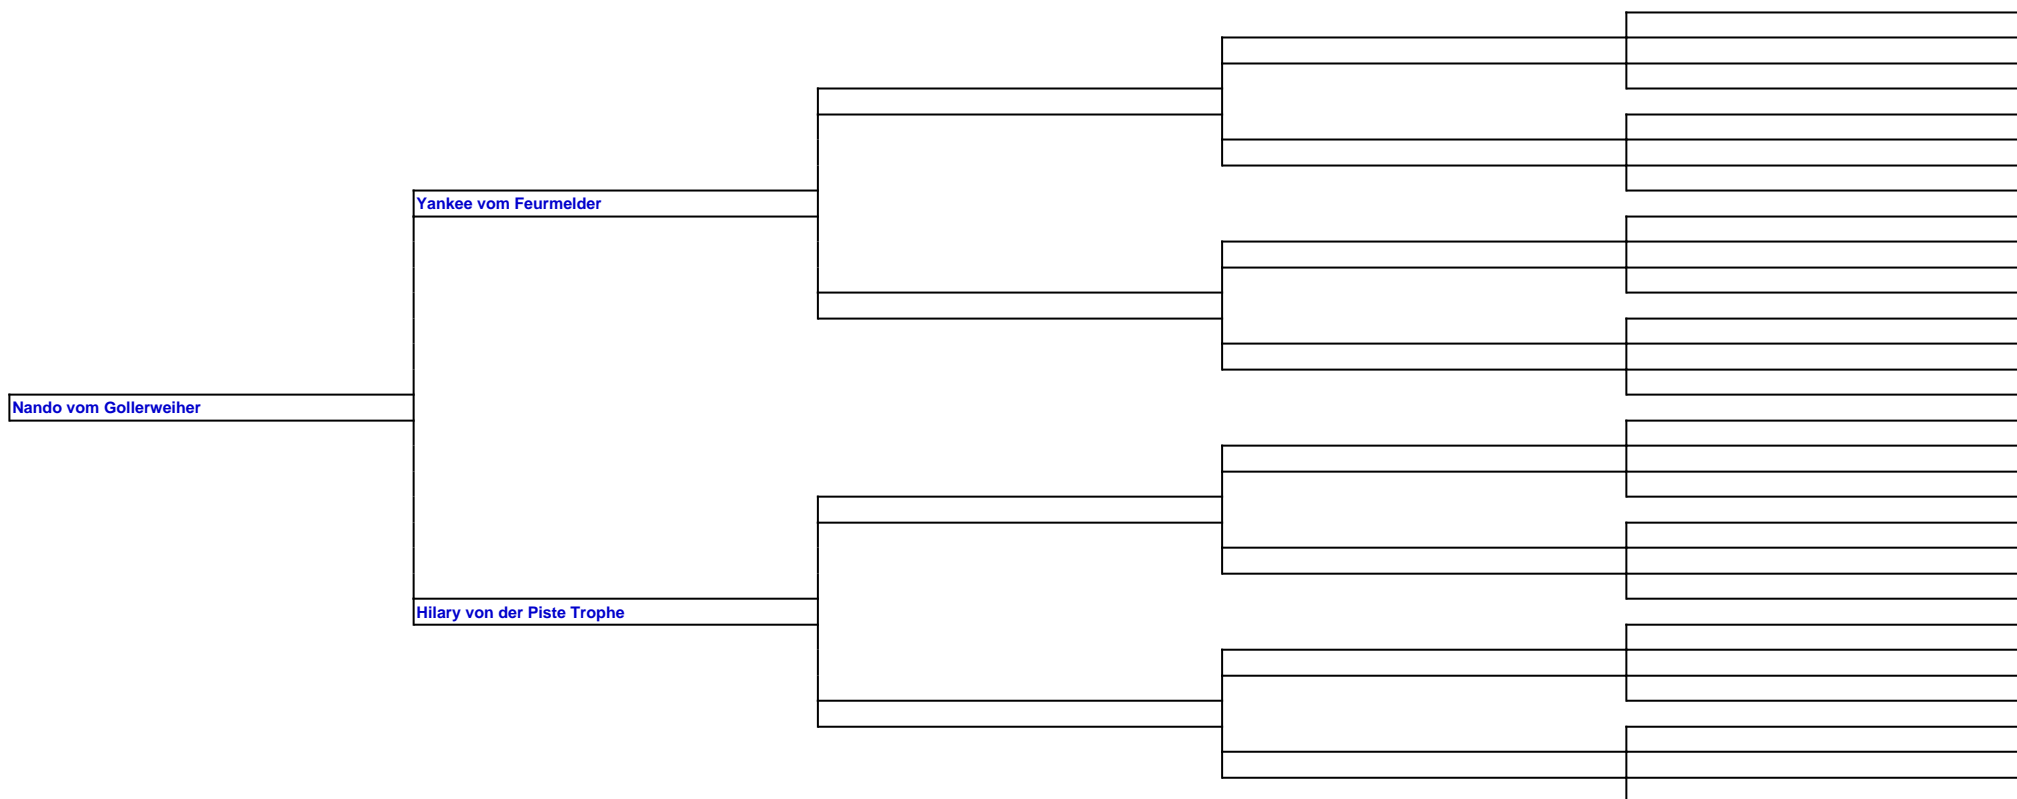 Yankee vom Feurmelder
Nando vom Gollerweiher
Hilary von der Piste Trophe